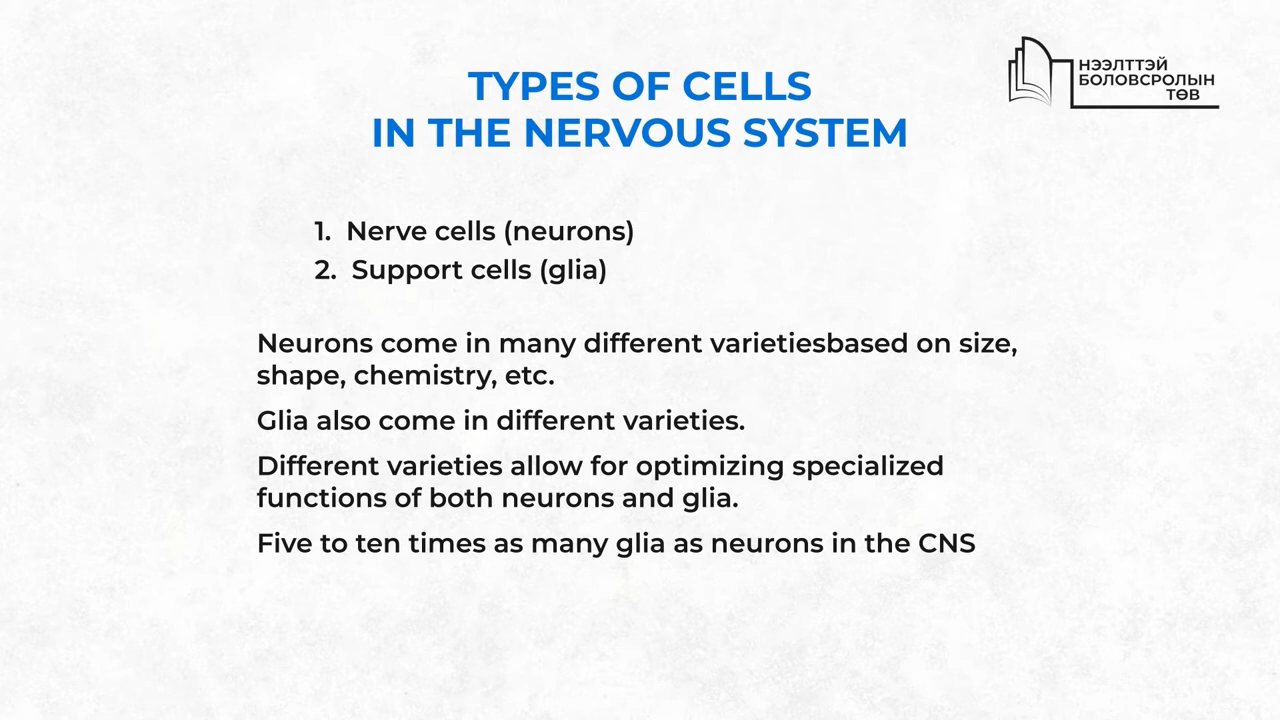 НЭЭЛТТЭЙ
БОЛОВСРОЛЫН
ТӨВ
TYPES OF CELLS
IN THE NERVOUS SYSTEM
1. Nerve cells (neurons)
2. Support cells (glia)
Neurons come in many different varietiesbased on size,
shape, chemistry, etc.
Glia also come in different varieties.
Different varieties allow for optimizing specialized
functions of both neurons and glia.
Five to ten times as many glia as neurons in the CNS